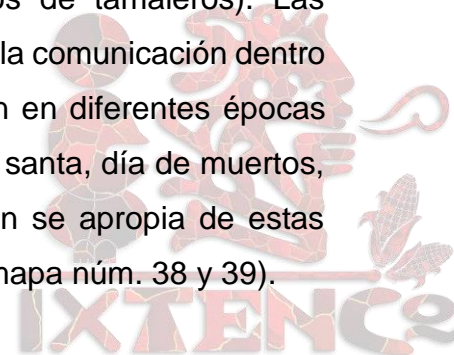 os de tamaleros). Las
la comunicación dentro
n en diferentes épocas
santa, día de muertos,
n se apropia de estas
mapa núm. 38 y 39).
IXTENCO